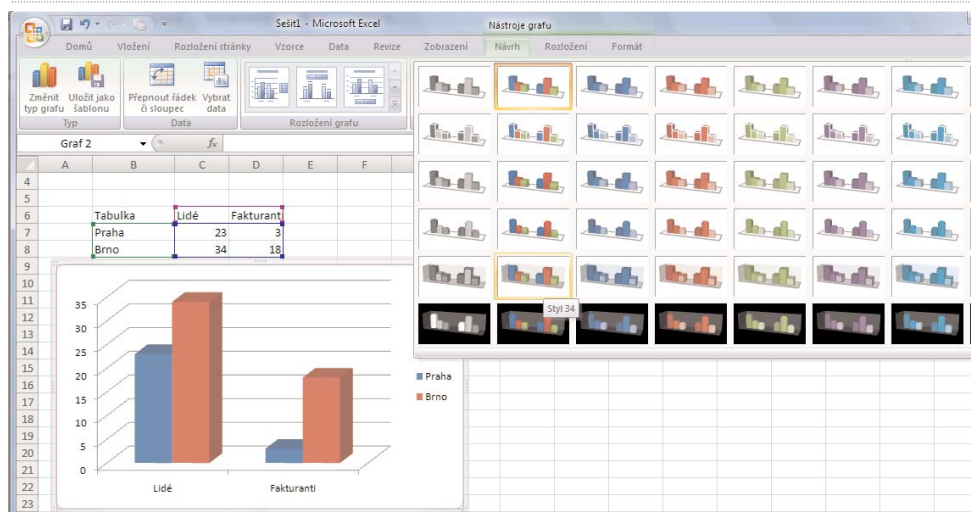 Sešit1 - Microsoft Excel
Nástroje grafu
Domů Vložení Rozložení stránky Vzorce Data Revize Zobrazení Návrh Rozložení Formát
Změnit typ grafu
Uložit jako šablonu
Přepnout řádek či sloupec
Vybrat data
Typ Data Rozložení grafu
Graf 2 fx
A B C D E F
4
5
6 Tabulka Lidé Fakturanti
7 Praha 23 3
8 Brno 34 18
9
10
11
12
13
14
15
16
17
18
19
20
21
22
23
35
30
25
20
15
10
5
0
Lidé Fakturanti
Praha
Brno
Styl 34